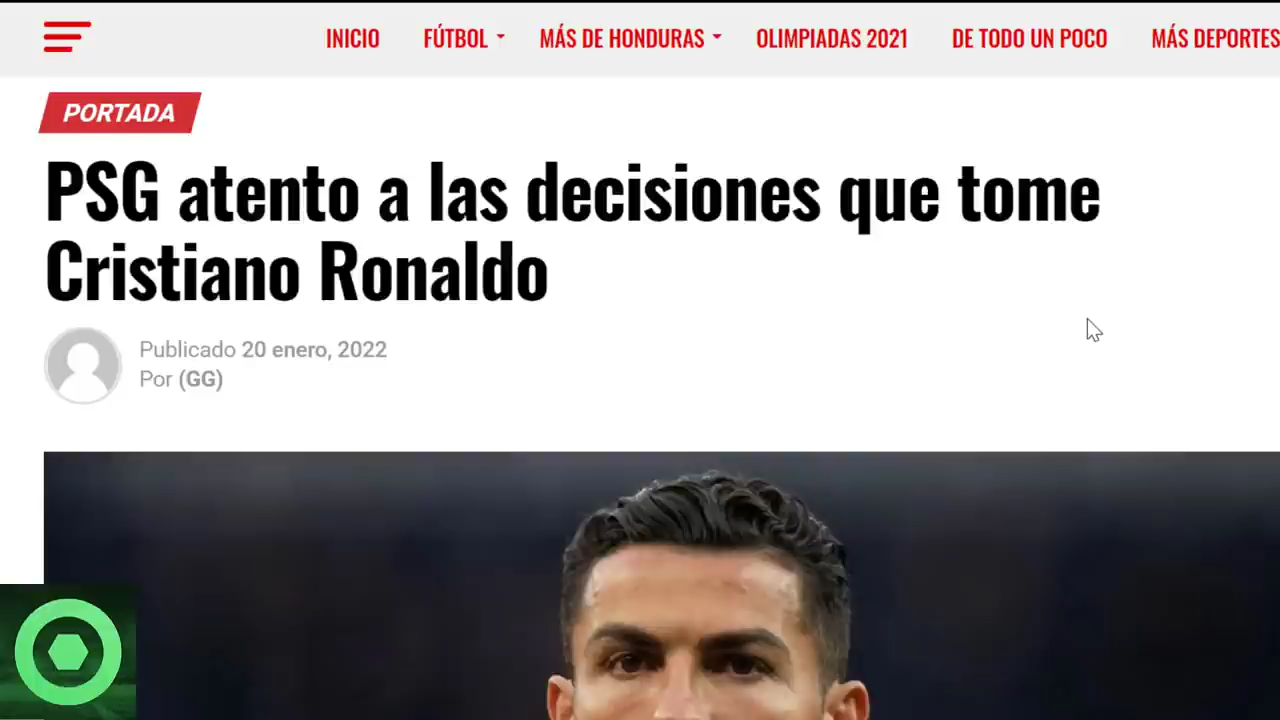 INICIO FÚTBOL MÁS DE HONDURAS OLIMPIADAS 2021 DE TODO UN POCO MÁS DEPORTES
PORTADA
PSG atento a las decisiones que tome
Cristiano Ronaldo
Publicado 20 enero, 2022
Por (GG)